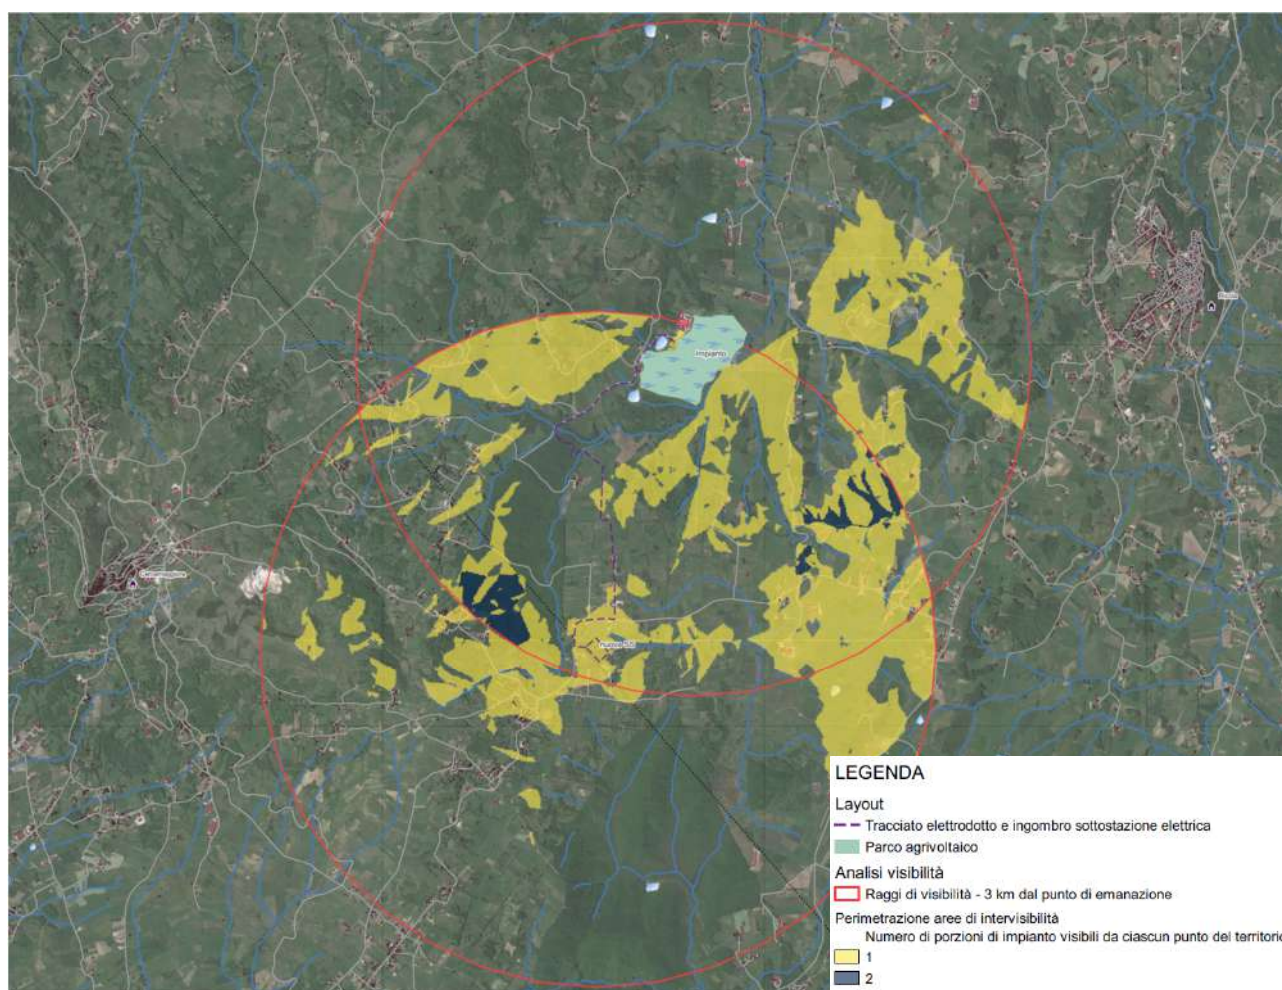 Impianto
nuova SS
LEGENDA
Layout
Tracciato elettrodotto e ingombro sottostazione elettrica
Parco agrivoltaico
Analisi visibilità
Raggi di visibilità - 3 km dal punto di emanazione
Perimetrazione aree di intervisibilità
Numero di porzioni di impianto visibili da ciascun punto del territorio
1
2